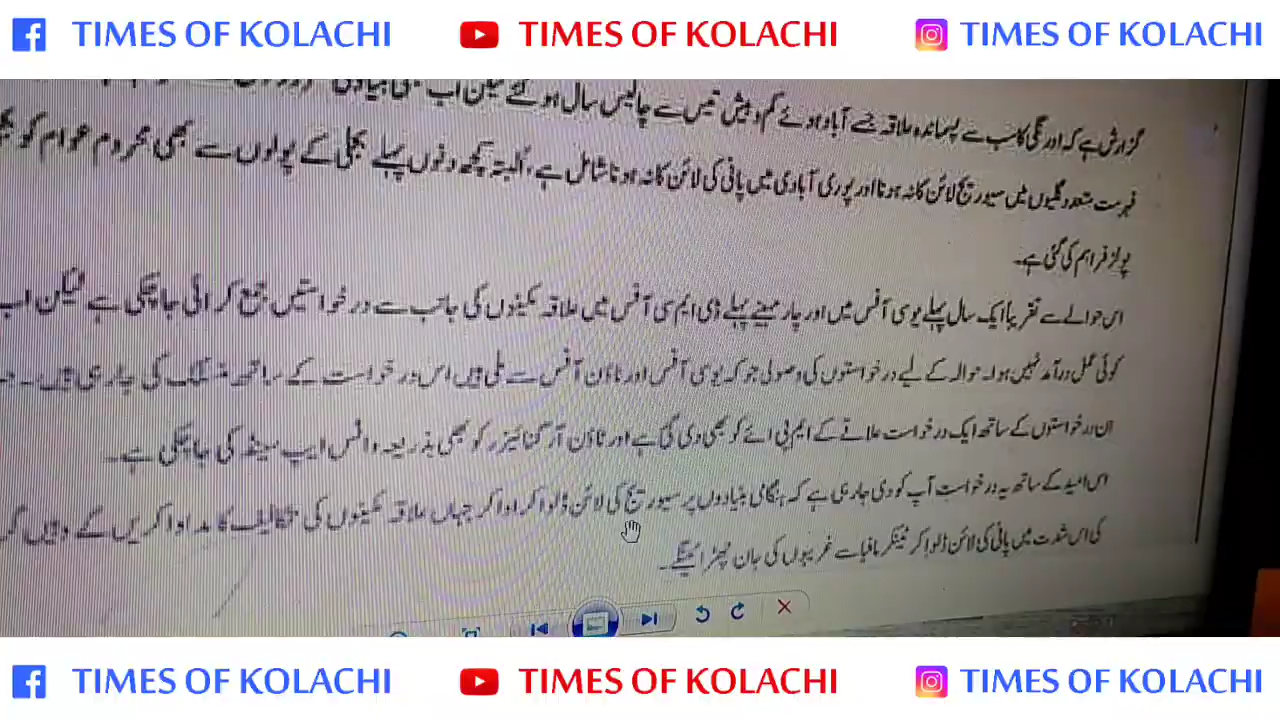 TIMES OF KOLACHI TIMES OF KOLACHI TIMES OF KOLACHI
گزارش ہے کہ اورنگی کا سب سے پسماندہ علاقہ جسے آباد ہوئے کم و بیش تیس سے چالیس سال ہو گئے لیکن اب
فہرست متعدد گلیوں میں سیوریج لائن کا نہ ہونا اور پوری آبادی میں پانی کی لائن کا نہ ہونا شامل ہے، البتہ کچھ دنوں پہلے بجلی کے پولوں سے بھی محروم عوام کو
پولز فراہم کی گئی ہے۔
اس حوالے سے تقریباً ایک سال پہلے یوسی آفس میں اور چار مہینے پہلے ڈی ایم سی آفس میں علاقہ مکینوں کی جانب سے درخواستیں جمع کرائی جا چکی ہے لیکن اب
کوئی عمل درآمد نہیں ہوا۔ حوالہ کے لیے درخواستوں کی وصولی جو کہ یوسی آفس اور ٹاؤن آفس سے ملی ہیں اس درخواست کے ساتھ منسلک کی جا رہی ہیں۔
ان درخواستوں کے ساتھ ایک درخواست علاقے کے ایم پی اے کو بھی دی گئی ہے اور ٹاؤن آرگنائیزر کو بھی بذریعہ واٹس ایپ سینڈ کی جا چکی ہے۔
اس امید کے ساتھ یہ درخواست آپ کو دی جا رہی ہے کہ ہنگامی بنیادوں پر سیوریج کی لائن ڈلوا کر جہاں علاقہ مکینوں کی تکالیف کا مداوا کریں گے وہیں
کی اس شدت میں پانی کی لائن ڈلوا کر ٹینکر مافیا سے غریبوں کی جان چھڑائینگے۔
TIMES OF KOLACHI TIMES OF KOLACHI TIMES OF KOLACHI